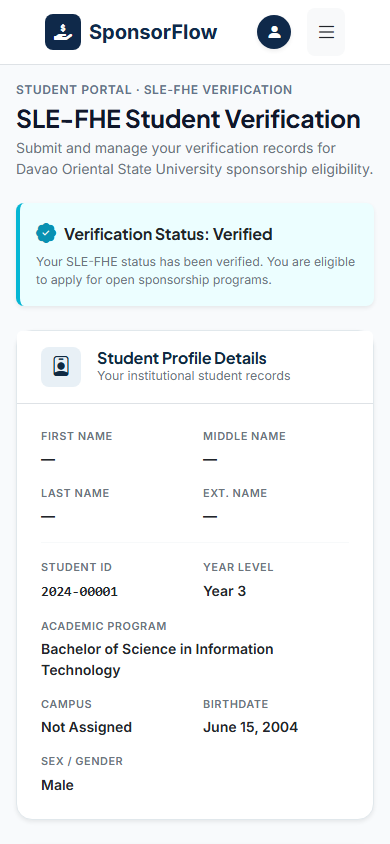 SponsorFlow
STUDENT PORTAL · SLE-FHE VERIFICATION
SLE-FHE Student Verification
Submit and manage your verification records for
Davao Oriental State University sponsorship eligibility.
Verification Status: Verified
Your SLE-FHE status has been verified. You are eligible
to apply for open sponsorship programs.
Student Profile Details
Your institutional student records
FIRST NAME
MIDDLE NAME
—
—
LAST NAME
EXT. NAME
—
—
STUDENT ID
YEAR LEVEL
2024-00001
Year 3
ACADEMIC PROGRAM
Bachelor of Science in Information
Technology
CAMPUS
BIRTHDATE
Not Assigned
June 15, 2004
SEX / GENDER
Male